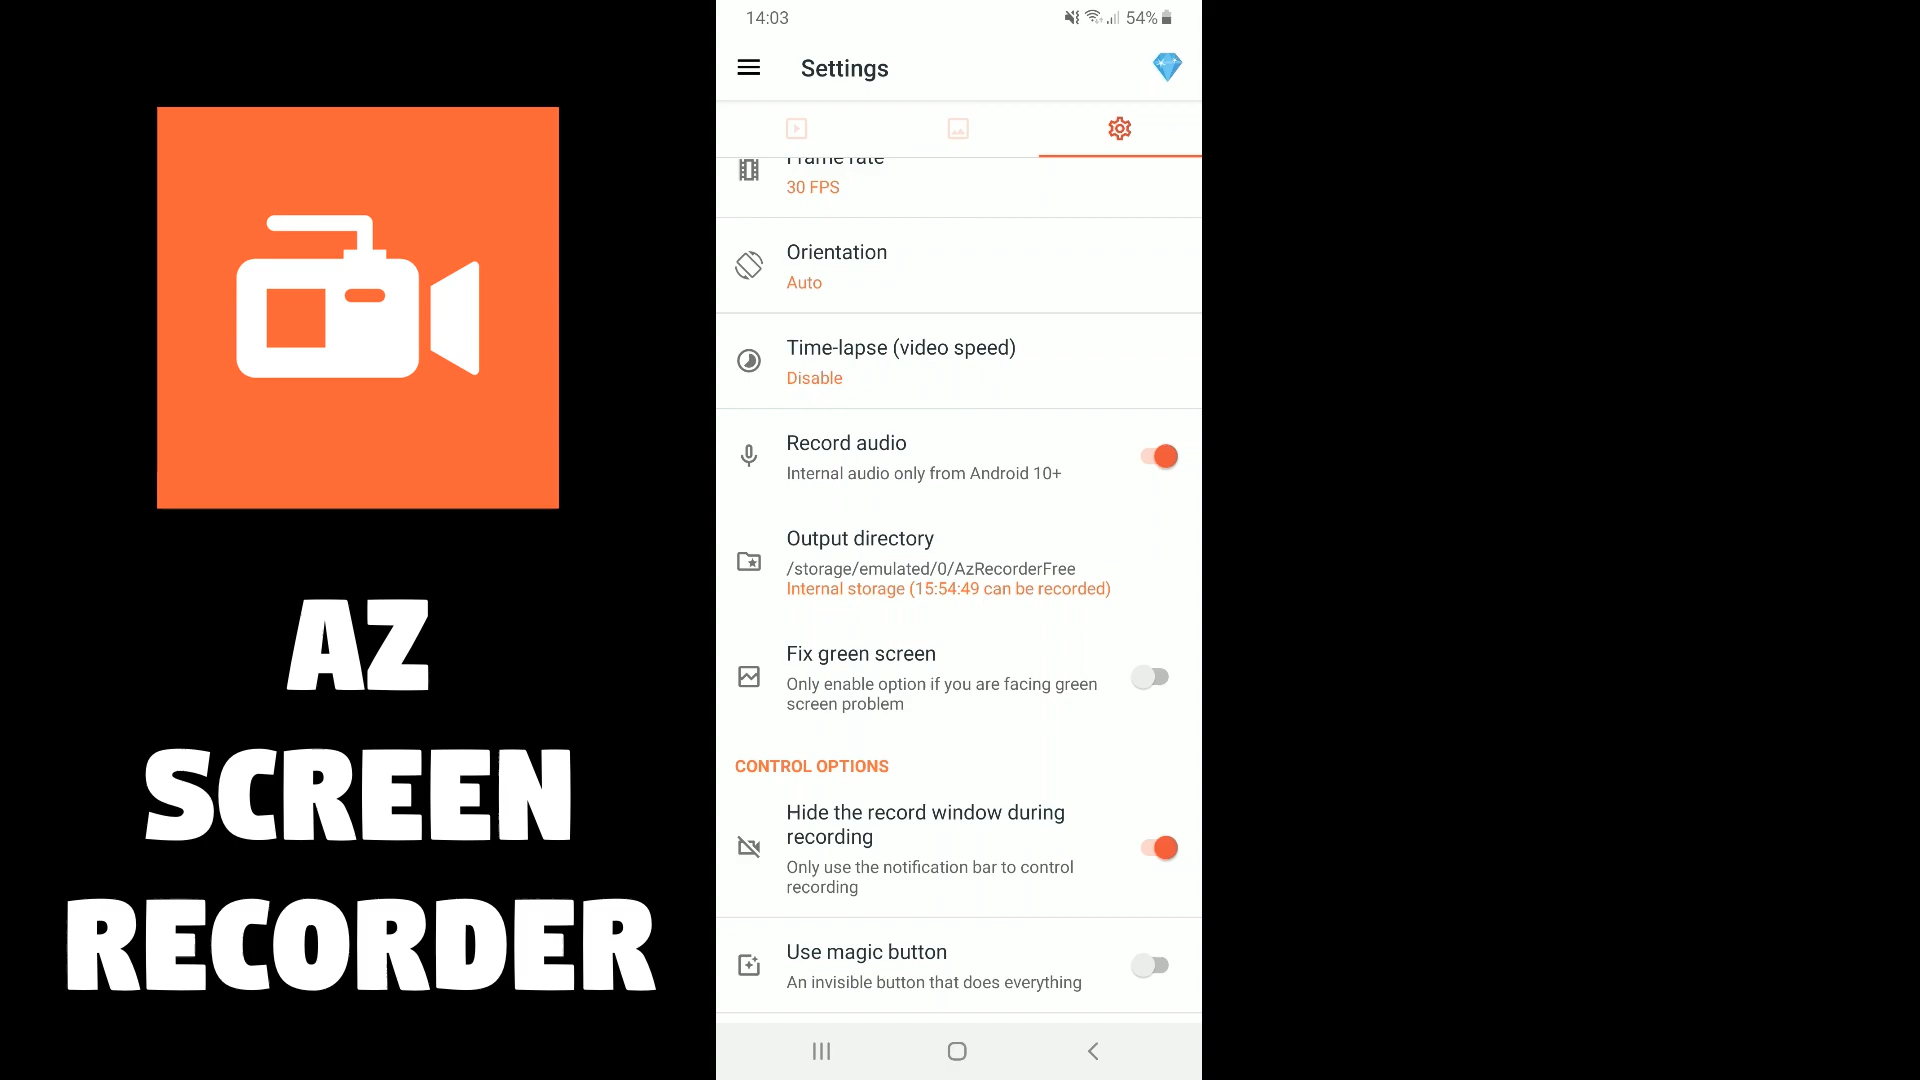 AZ
SCREEN
RECORDER
14:03
54%
Settings
Frame rate
30 FPS
Orientation
Auto
Time-lapse (video speed)
Disable
Record audio
Internal audio only from Android 10+
Output directory
/storage/emulated/0/AzRecorderFree
Internal storage (15:54:49 can be recorded)
Fix green screen
Only enable option if you are facing green
screen problem
CONTROL OPTIONS
Hide the record window during
recording
Only use the notification bar to control
recording
Use magic button
An invisible button that does everything